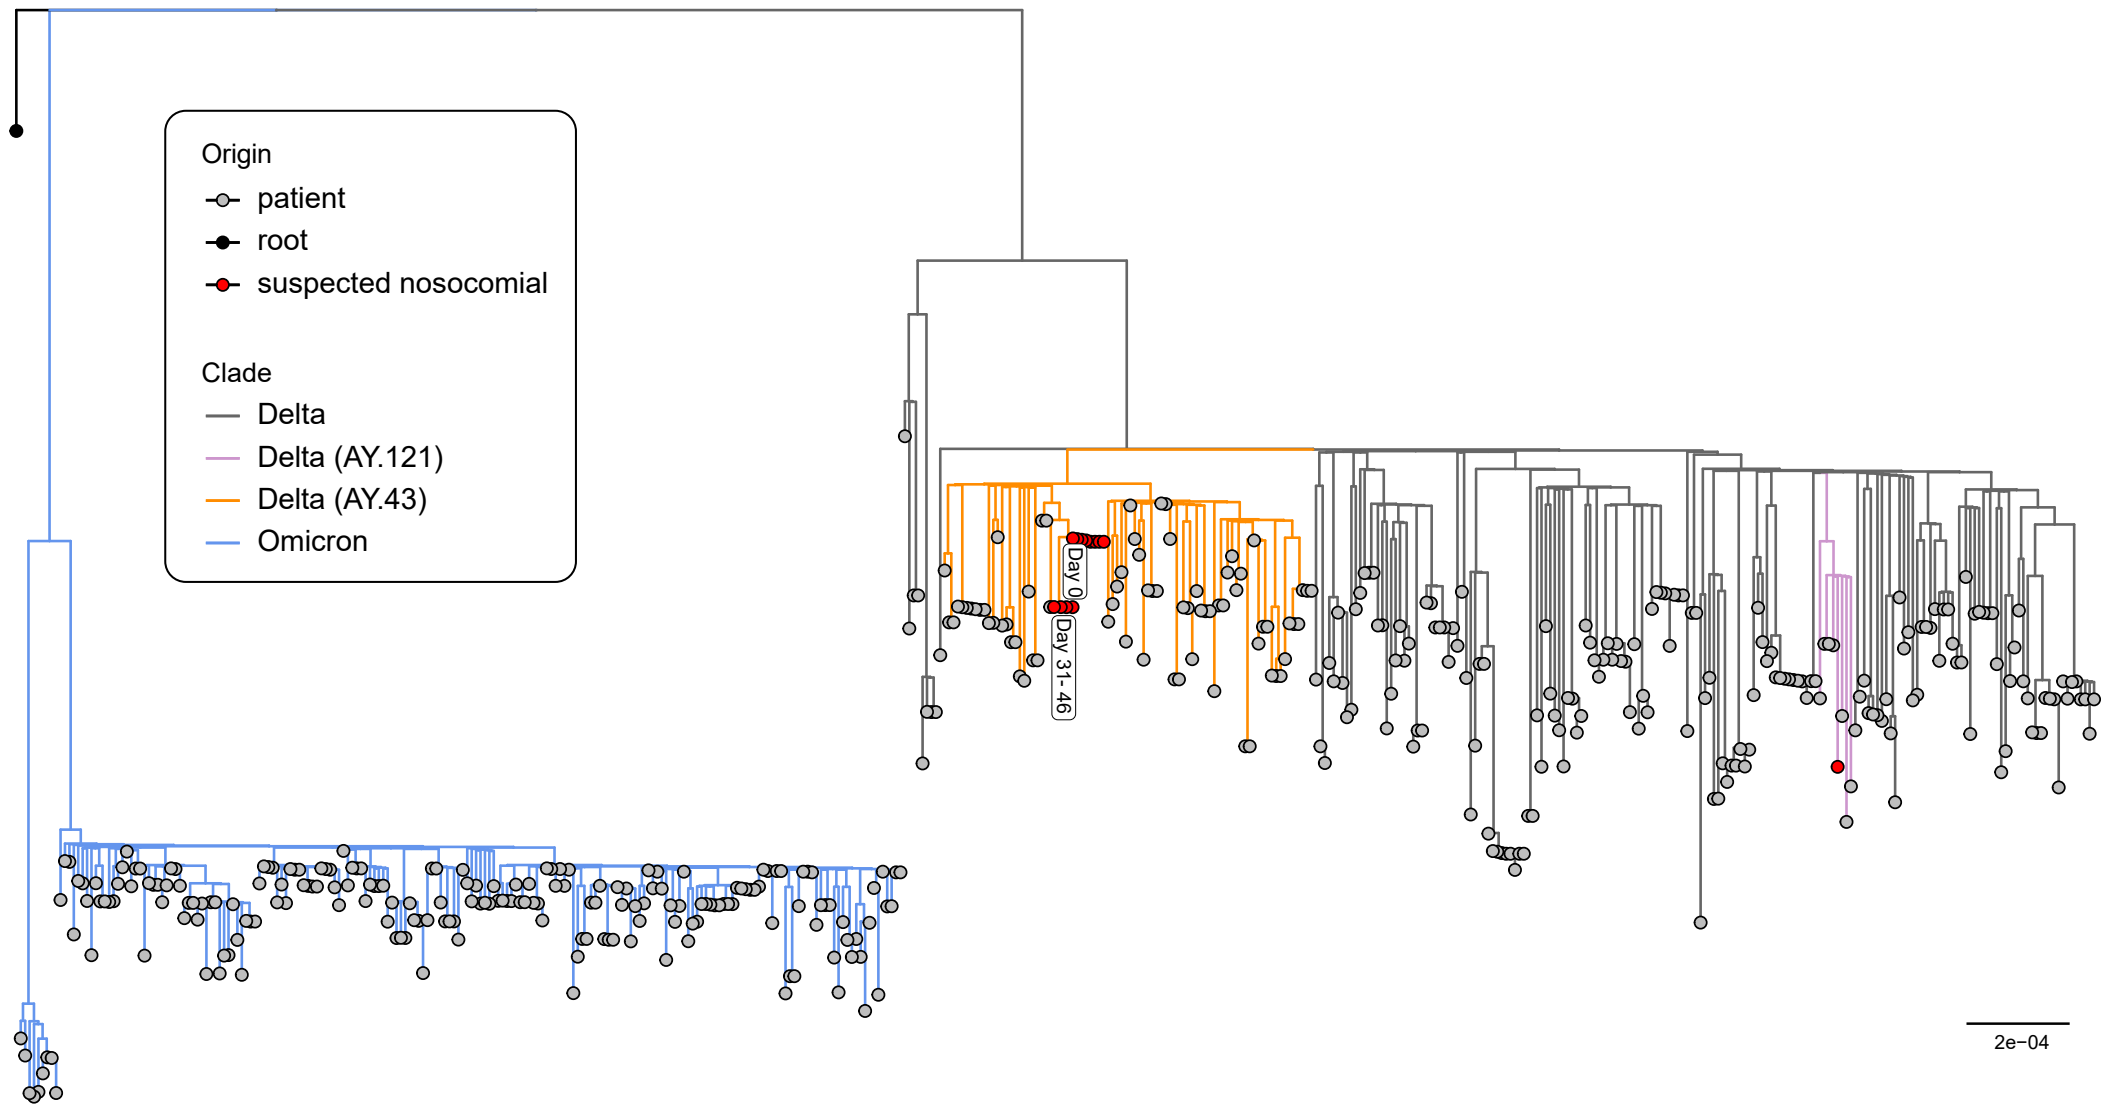 Origin
patient
root
suspected nosocomial
Clade
Delta
Delta (AY.121)
Delta (AY.43)
Omicron
Day 0
Day 31- 46
2e−04